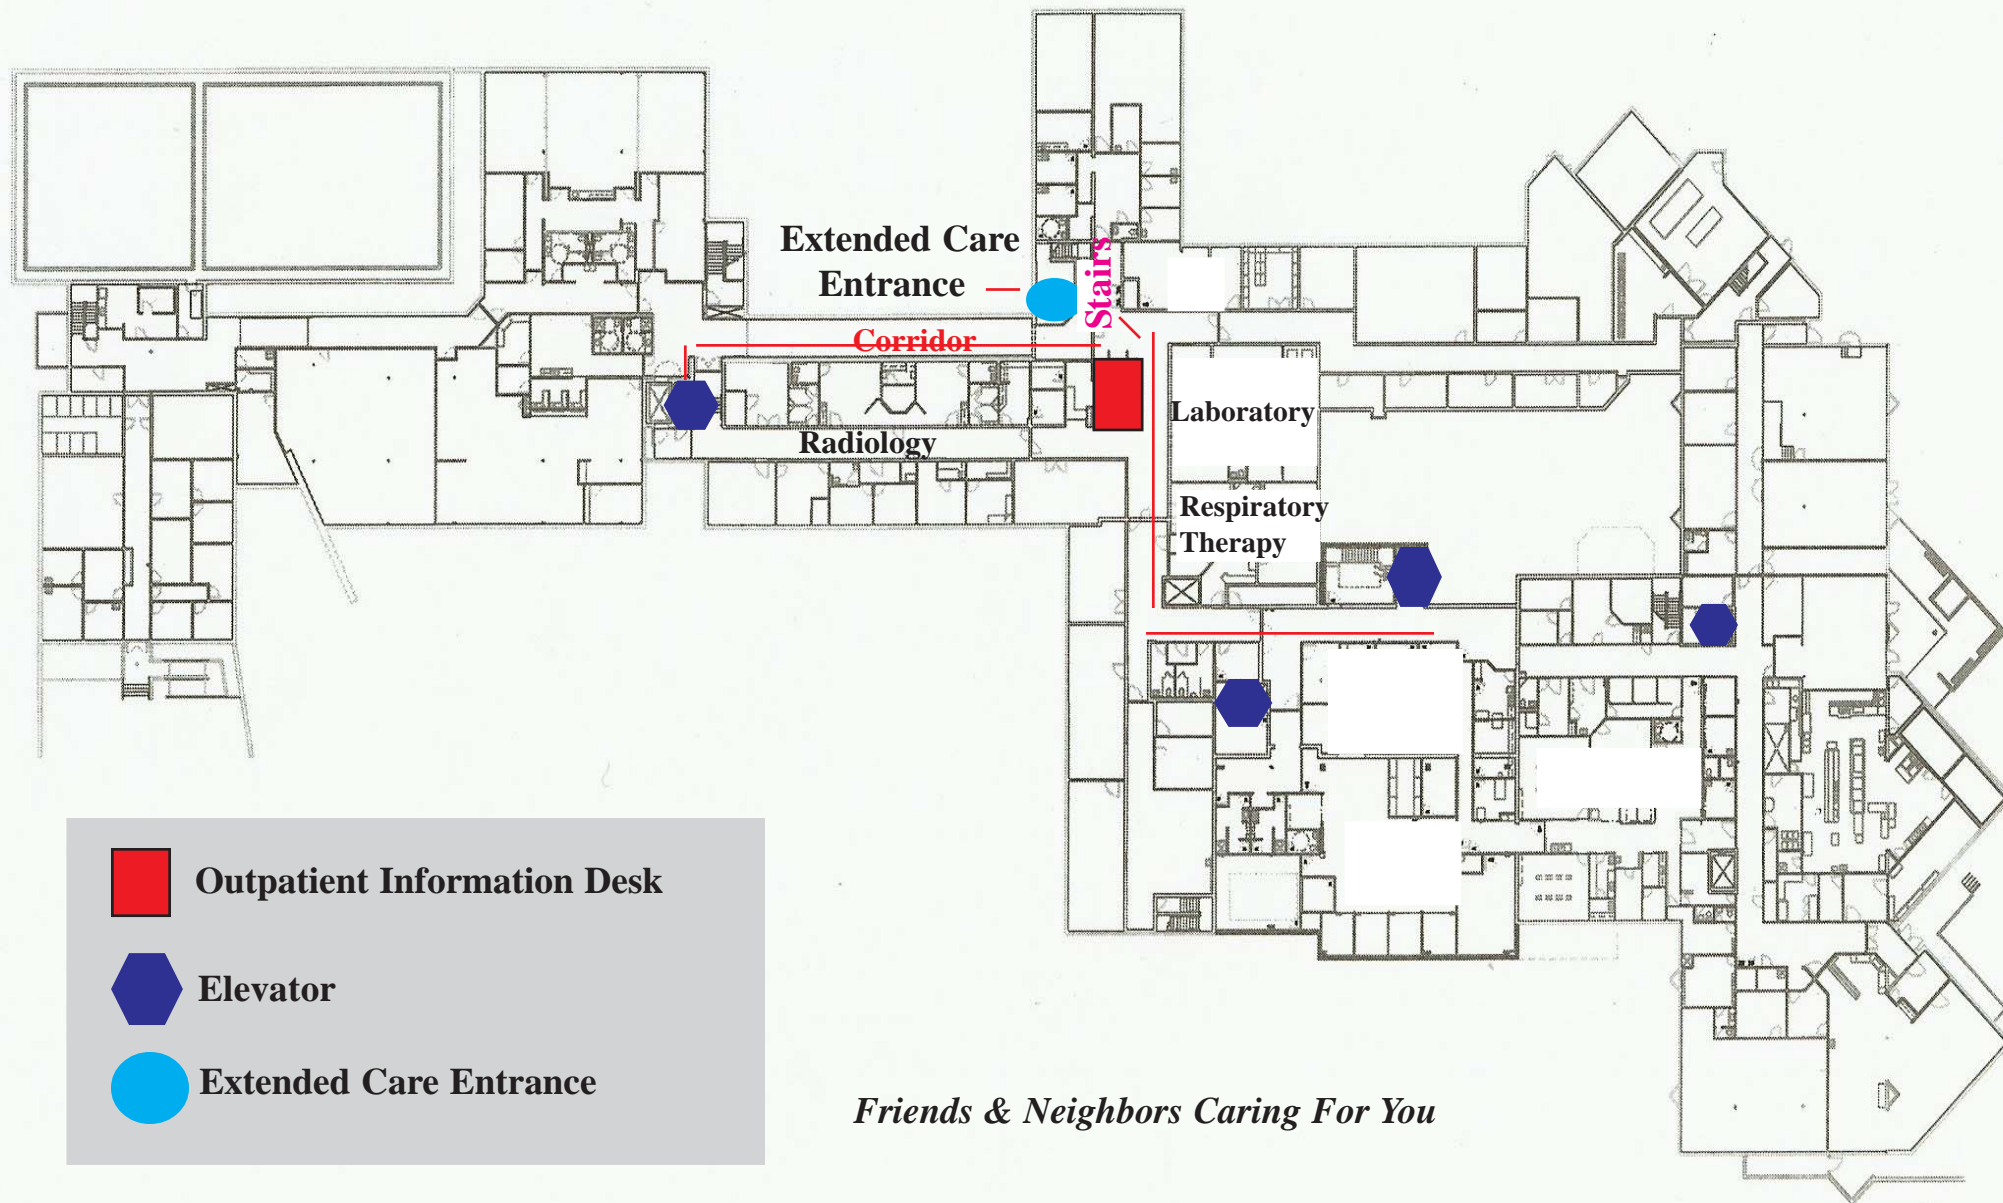 Extended Care
Entrance
Stairs
Corridor
Laboratory
Radiology
Respiratory
Therapy
Outpatient Information Desk
Elevator
Extended Care Entrance
Friends & Neighbors Caring For You